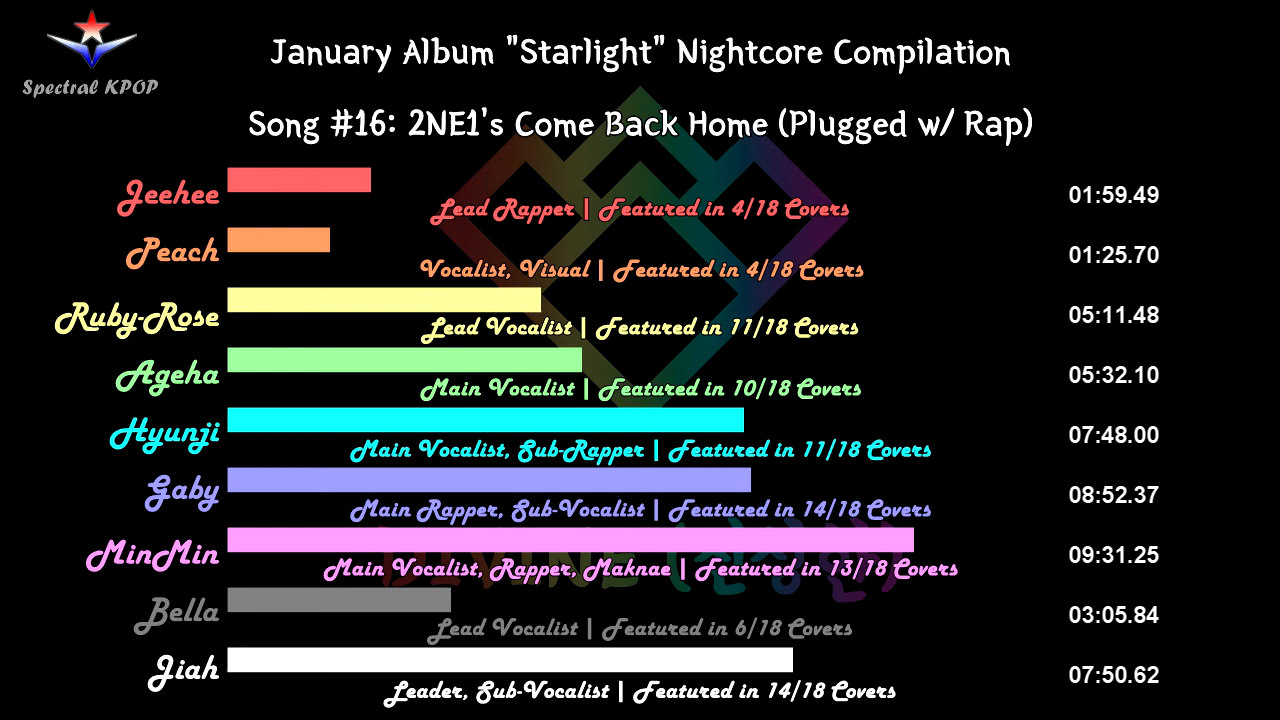 January Album "Starlight" Nightcore Compilation
Spectral KPOP
Song #16: 2NE1's Come Back Home (Plugged w/ Rap)
Jeehee
01:59.49
Lead Rapper | Featured in 4/18 Covers
Peach
01:25.70
Vocalist, Visual | Featured in 4/18 Covers
Ruby-Rose
05:11.48
Lead Vocalist | Featured in 11/18 Covers
Ageha
05:32.10
Main Vocalist | Featured in 10/18 Covers
Hyunji
07:48.00
Main Vocalist, Sub-Rapper | Featured in 11/18 Covers
Gaby
08:52.37
Main Rapper, Sub-Vocalist | Featured in 14/18 Covers
MinMin
09:31.25
Main Vocalist, Rapper, Maknae | Featured in 13/18 Covers
DIVINE
Bella
03:05.84
Lead Vocalist | Featured in 6/18 Covers
Jiah
07:50.62
Leader, Sub-Vocalist | Featured in 14/18 Covers